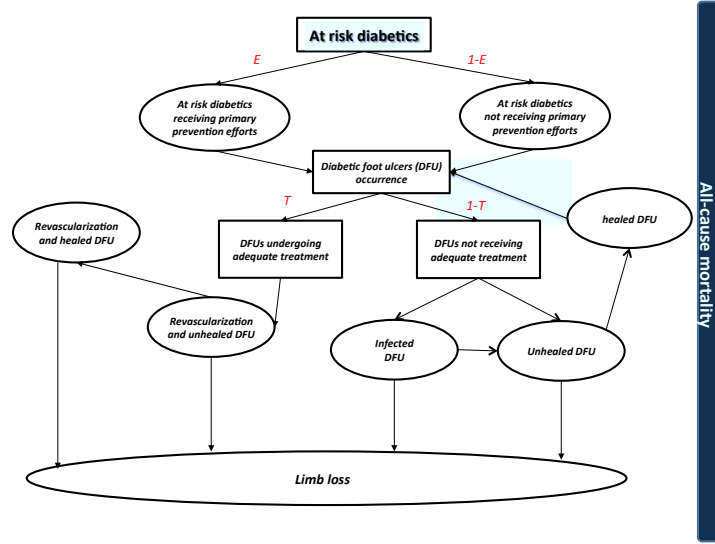 At risk diabetics
E
1-E
At risk diabetics
receiving primary
prevention efforts
At risk diabetics
not receiving primary
prevention efforts
Diabetic foot ulcers (DFU)
occurrence
T
1-T
Revascularization
and healed DFU
DFUs undergoing
adequate treatment
DFUs not receiving
adequate treatment
healed DFU
Revascularization
and unhealed DFU
Infected
DFU
Unhealed DFU
Limb loss
All-cause mortality